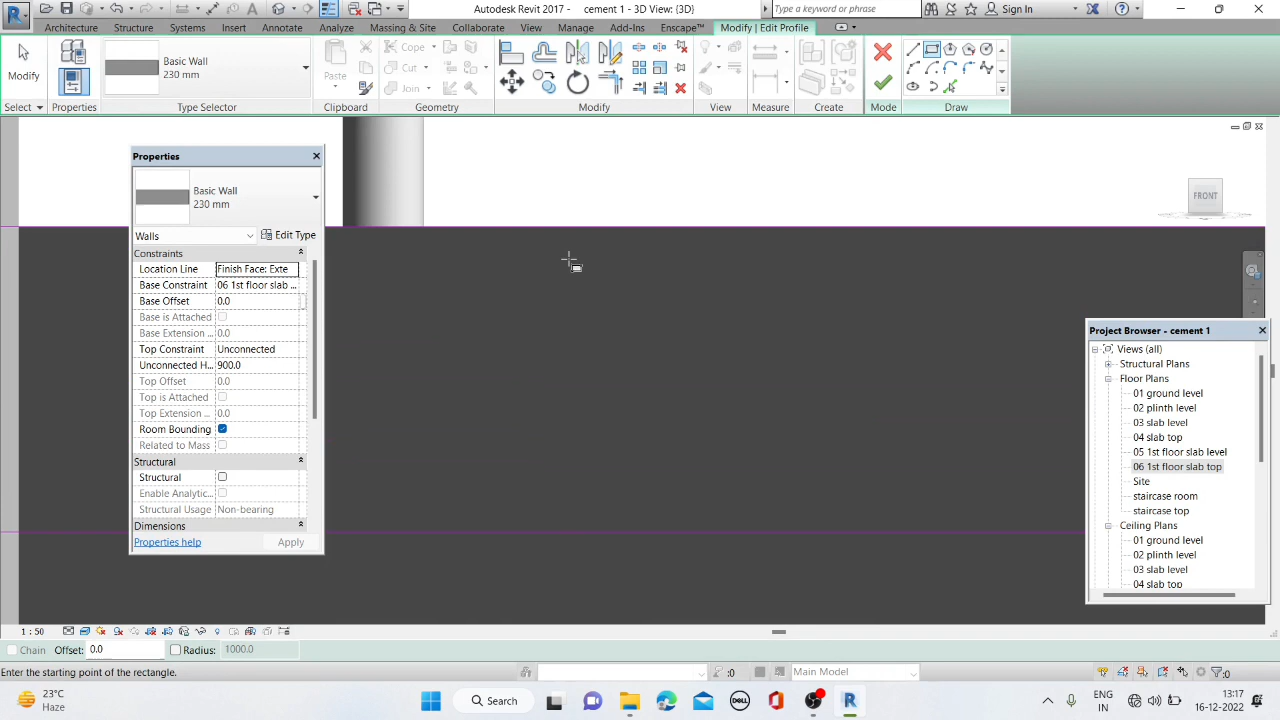 Autodesk Revit 2017 - cement 1 - 3D View: {3D}
Type a keyword or phrase
Sign In
Architecture Structure Systems Insert Annotate Analyze Massing & Site Collaborate View Manage Add-Ins Enscape™ Modify | Edit Profile
Modify
Basic Wall
230 mm
Paste
Cope
Cut
Join
Select Properties Type Selector Clipboard Geometry Modify View Measure Create Mode Draw
Properties
Basic Wall
230 mm
Walls
Edit Type
Constraints
Location Line Finish Face: Exte
Base Constraint 06 1st floor slab ...
Base Offset 0.0
Base is Attached
Base Extension ... 0.0
Top Constraint Unconnected
Unconnected H... 900.0
Top Offset 0.0
Top is Attached
Top Extension ... 0.0
Room Bounding
Related to Mass
Structural
Structural
Enable Analytic...
Structural Usage Non-bearing
Dimensions
Properties help
Apply
FRONT
Project Browser - cement 1
Views (all)
Structural Plans
Floor Plans
01 ground level
02 plinth level
03 slab level
04 slab top
05 1st floor slab level
06 1st floor slab top
Site
staircase room
staircase top
Ceiling Plans
01 ground level
02 plinth level
03 slab level
04 slab top
1 : 50
Chain Offset: 0.0 Radius: 1000.0
Enter the starting point of the rectangle.
:0
Main Model
:0
23°C
Haze
Search
DELL
ENG
IN
13:17
16-12-2022